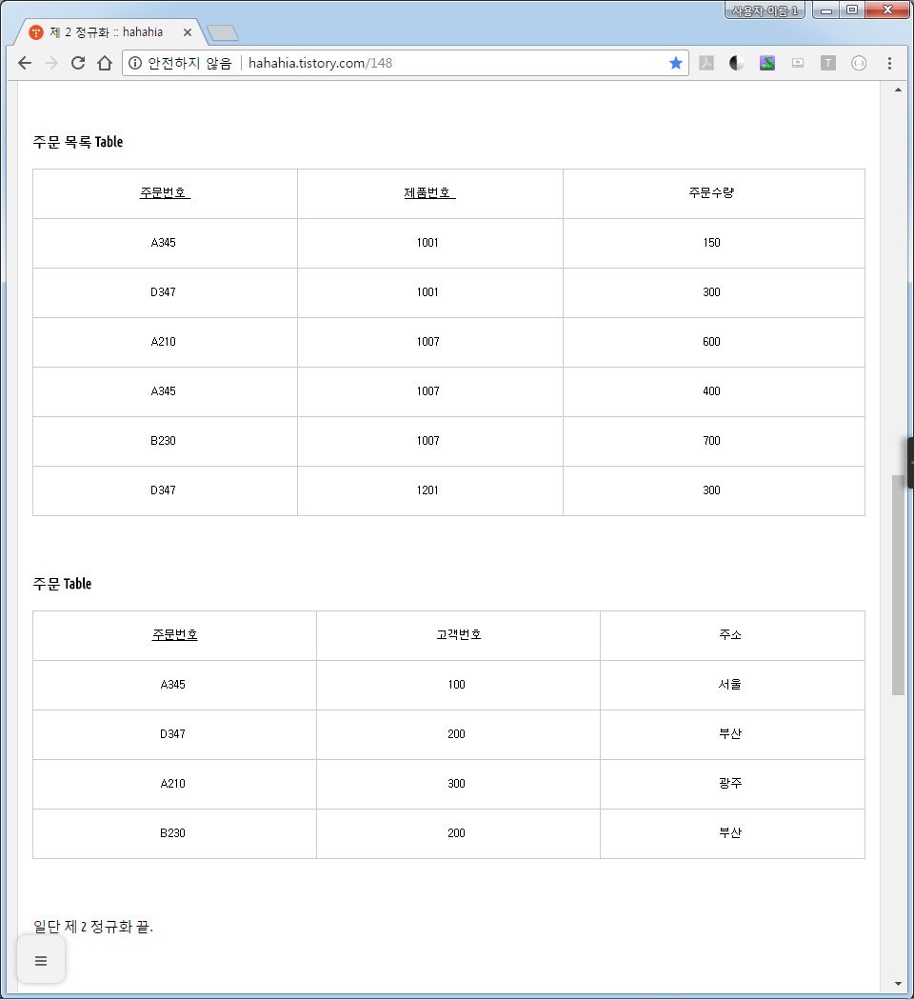 사용자 이름 1
제 2 정규화 :: hahahia
안전하지 않음 hahahia.tistory.com/148
주문 목록 Table
주문번호 제품번호 주문수량
A345 1001 150
D347 1001 300
A210 1007 600
A345 1007 400
B230 1007 700
D347 1201 300
주문 Table
주문번호 고객번호 주소
A345 100 서울
D347 200 부산
A210 300 광주
B230 200 부산
일단 제 2 정규화 끝.